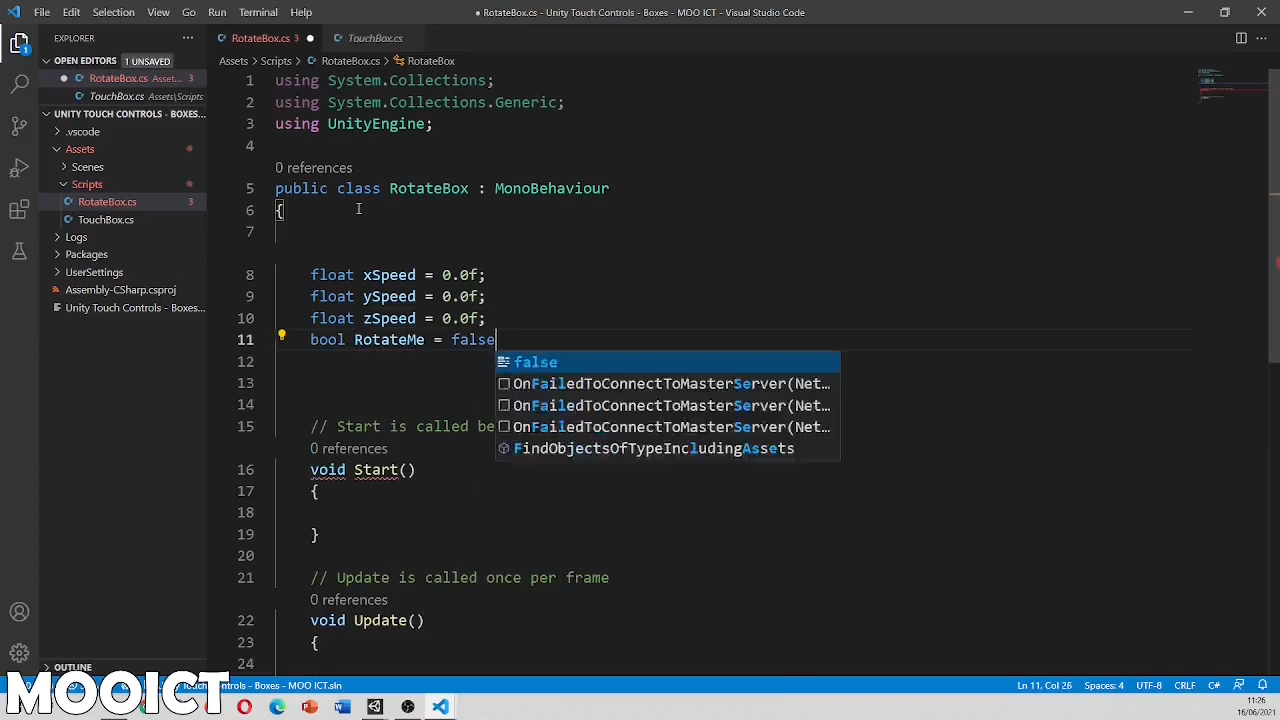 File Edit Selection View Go Run Terminal Help
● RotateBox.cs - Unity Touch Controls - Boxes - MOO ICT - Visual Studio Code
EXPLORER
RotateBox.cs 3
TouchBox.cs
OPEN EDITORS 1 UNSAVED
RotateBox.cs Asset... 3
TouchBox.cs Assets\Scripts
UNITY TOUCH CONTROLS - BOXES...
.vscode
Assets
Scenes
Scripts
RotateBox.cs 3
TouchBox.cs
Logs
Packages
UserSettings
Assembly-CSharp.csproj
Unity Touch Controls - Boxes...
OUTLINE
1
Assets > Scripts > RotateBox.cs > RotateBox
1 using System.Collections;
2 using System.Collections.Generic;
3 using UnityEngine;
4
0 references
5 public class RotateBox : MonoBehaviour
6 {
7
8 float xSpeed = 0.0f;
9 float ySpeed = 0.0f;
10 float zSpeed = 0.0f;
11 bool RotateMe = false
12
13
14
15 // Start is called be
false
OnFailedToConnectToMasterServer(Net…
OnFailedToConnectToMasterServer(Net…
OnFailedToConnectToMasterServer(Net…
FindObjectsOfTypeIncludingAssets
0 references
16 void Start()
17 {
18
19 }
20
21 // Update is called once per frame
0 references
22 void Update()
23 {
24
MOOICT
Controls - Boxes - MOO ICT.sln
Ln 11, Col 26 Spaces: 4 UTF-8 CRLF C#
11:26
16/06/2021